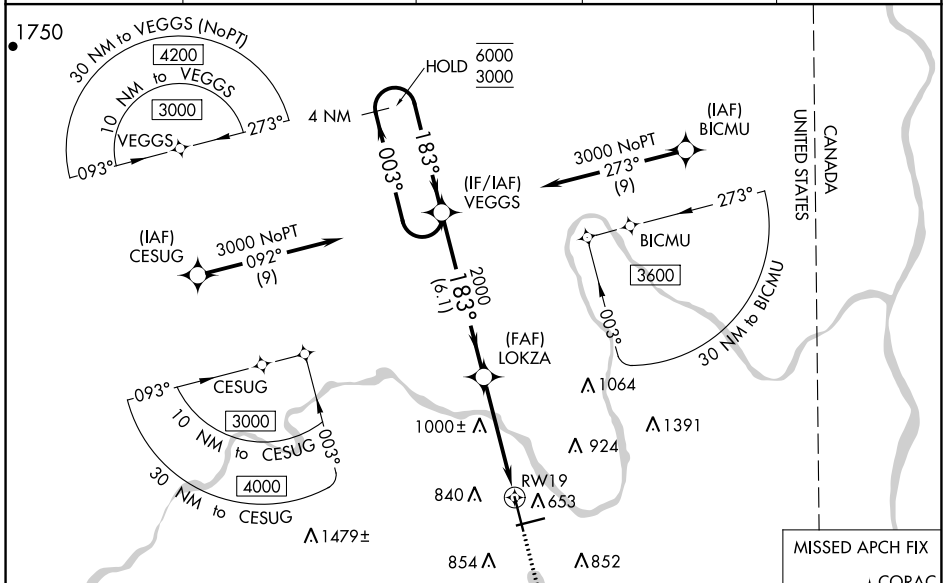 1750
30 NM to VEGGS (NoPT)
4200
10 NM to VEGGS
3000
VEGGS
093°
273°
HOLD
6000
3000
4 NM
003°
183°
(IF/IAF)
VEGGS
(IAF)
BICMU
3000 NoPT
273°
(9)
UNITED STATES
CANADA
(IAF)
CESUG
3000 NoPT
092°
(9)
273°
BICMU
3600
003°
30 NM to BICMU
2000
183°
(6.1)
(FAF)
LOKZA
093°
CESUG
3000
10 NM to CESUG
003°
4000
30 NM to CESUG
1064
1391
1000±
924
RW19
840
653
1479±
854
852
MISSED APCH FIX